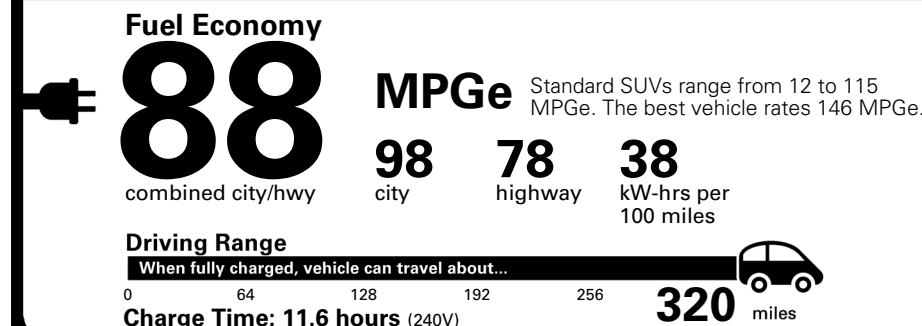 Fuel Economy
88
MPGe
Standard SUVs range from 12 to 115
MPGe. The best vehicle rates 146 MPGe.
combined city/hwy
98
city
78
highway
38
kW-hrs per
100 miles
Driving Range
When fully charged, vehicle can travel about...
0 64 128 192 256 320 miles
Charge Time: 11.6 hours (240V)